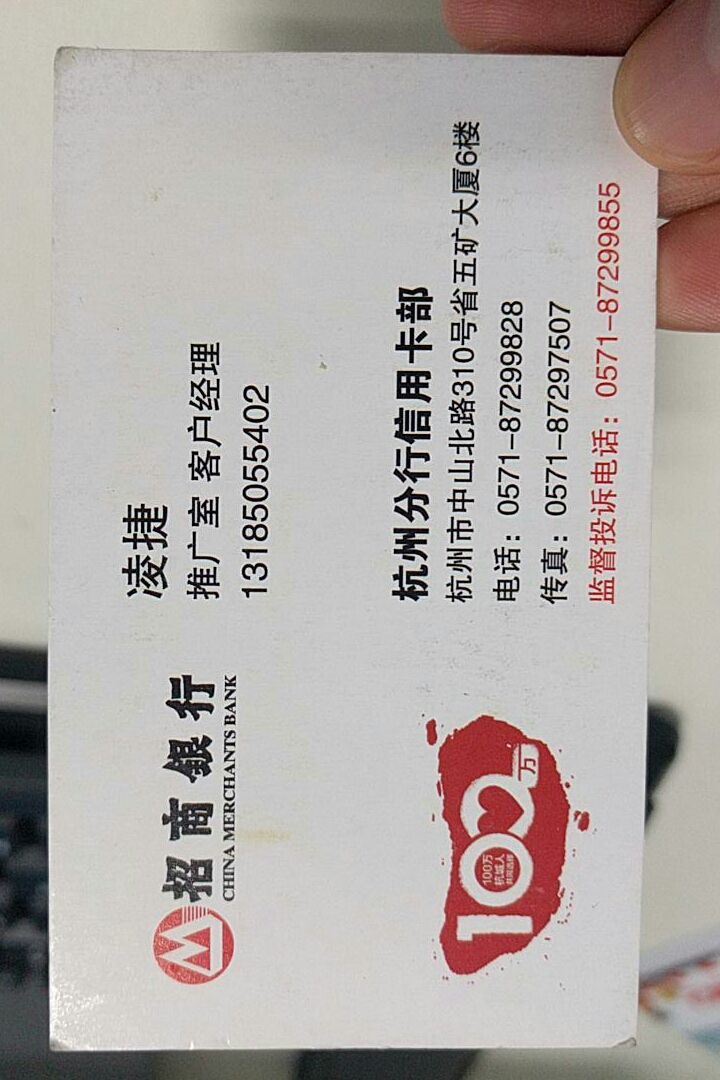 招商銀行
CHINA MERCHANTS BANK
凌捷
推广室 客户经理
13185055402
100万
100万
杭城人
共同选择
杭州分行信用卡部
杭州市中山北路310号省五矿大厦6楼
电话：0571-87299828
传真：0571-87297507
监督投诉电话：0571-87299855